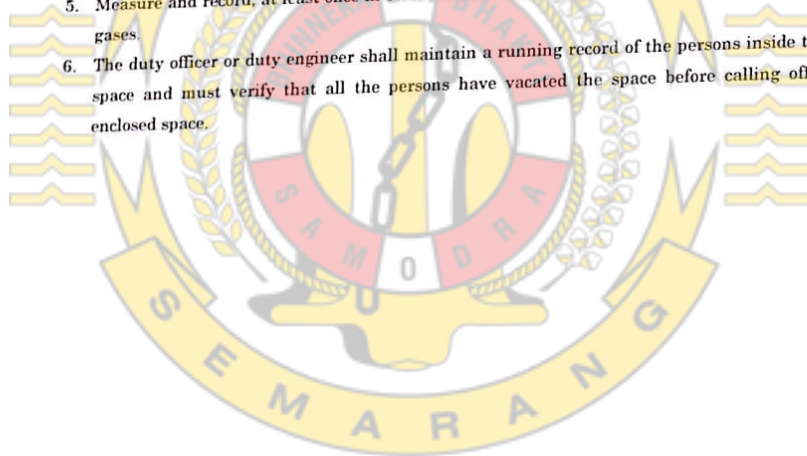 5. Measure and record, at least once in
gases.
6. The duty officer or duty engineer shall maintain a running record of the persons inside t
space and must verify that all the persons have vacated the space before calling off
enclosed space.
BHAKTI
SAMODRA
SEMARANG